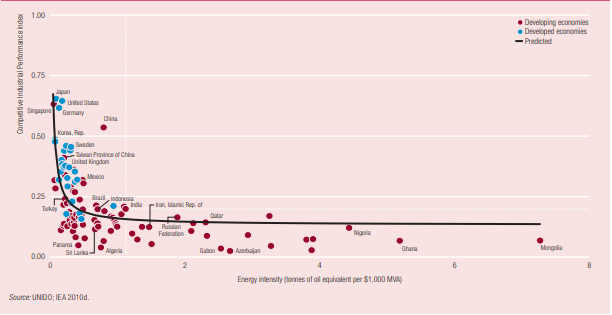 1.00
Developing economies
Developed economies
Predicted
Competitive Industrial Performance Index
0.75
Japan
United States
Singapore
Germany
China
0.50
Korea, Rep.
Sweden
Taiwan Province of China
United Kingdom
Mexico
0.25
Brazil
Indonesia
Turkey
India
Iran, Islamic Rep. of
Qatar
Russian
Federation
Nigeria
Panama
Sri Lanka
Algeria
Gabon
Azerbaijan
Ghana
Mongolia
0.00
0 2 4 6 8
Energy intensity (tonnes of oil equivalent per $1,000 MVA)
Source: UNIDO; IEA 2010d.